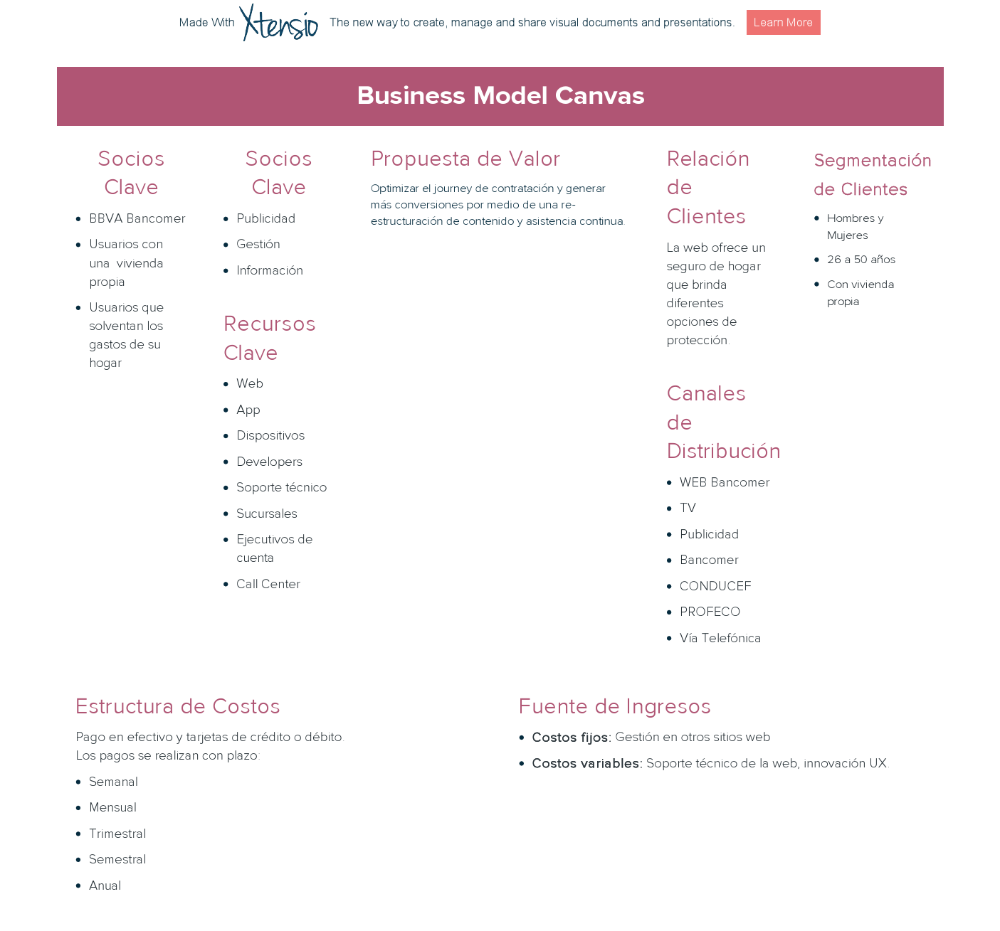 Made With Xtensio The new way to create, manage and share visual documents and presentations. Learn More
Business Model Canvas
Socios
Clave
BBVA Bancomer
Usuarios con
una vivienda
propia
Usuarios que
solventan los
gastos de su
hogar
Socios
Clave
Publicidad
Gestión
Información
Recursos
Clave
Web
App
Dispositivos
Developers
Soporte técnico
Sucursales
Ejecutivos de
cuenta
Call Center
Propuesta de Valor
Optimizar el journey de contratación y generar
más conversiones por medio de una re-
estructuración de contenido y asistencia continua.
Relación
de
Clientes
La web ofrece un
seguro de hogar
que brinda
diferentes
opciones de
protección.
Canales
de
Distribución
WEB Bancomer
TV
Publicidad
Bancomer
CONDUCEF
PROFECO
Vía Telefónica
Segmentación
de Clientes
Hombres y
Mujeres
26 a 50 años
Con vivienda
propia
Estructura de Costos
Pago en efectivo y tarjetas de crédito o débito.
Los pagos se realizan con plazo:
Semanal
Mensual
Trimestral
Semestral
Anual
Fuente de Ingresos
Costos fijos: Gestión en otros sitios web
Costos variables: Soporte técnico de la web, innovación UX.